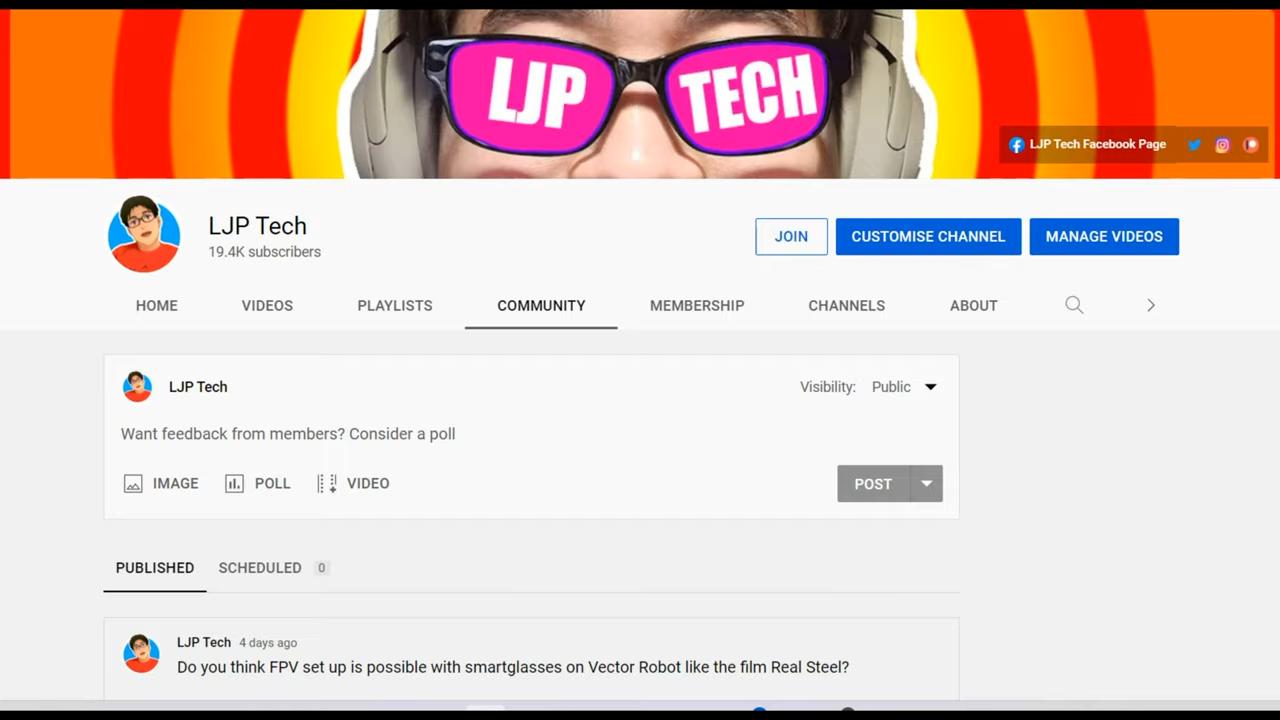 LJP TECH
LJP Tech Facebook Page
LJP Tech
19.4K subscribers
JOIN
CUSTOMISE CHANNEL
MANAGE VIDEOS
HOME
VIDEOS
PLAYLISTS
COMMUNITY
MEMBERSHIP
CHANNELS
ABOUT
LJP Tech
Visibility: Public
Want feedback from members? Consider a poll
IMAGE
POLL
VIDEO
POST
PUBLISHED
SCHEDULED 0
LJP Tech 4 days ago
Do you think FPV set up is possible with smartglasses on Vector Robot like the film Real Steel?